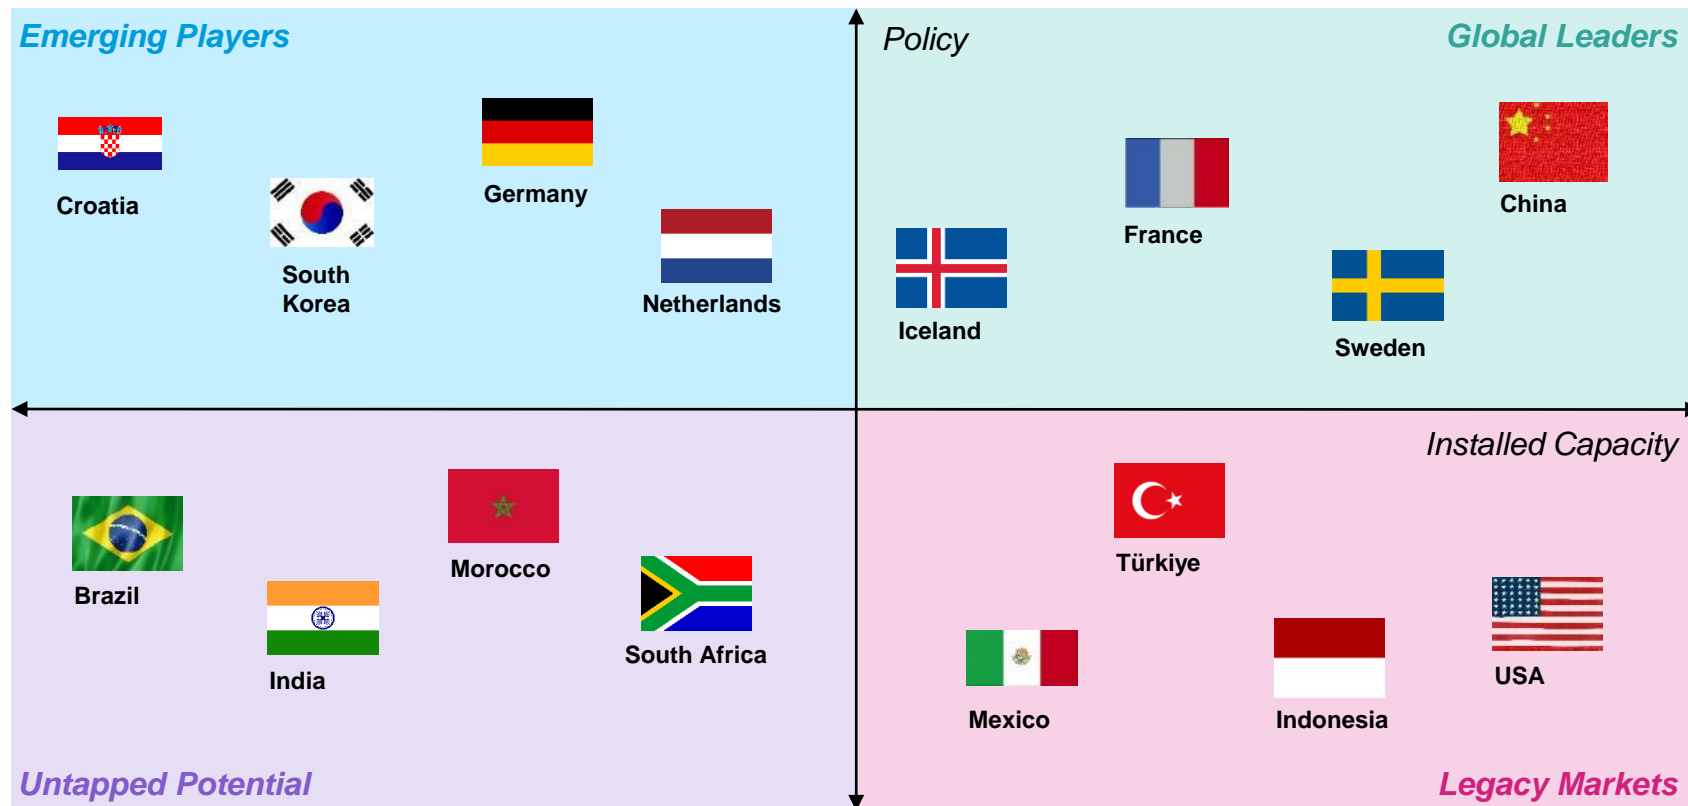 Emerging Players
Policy
Global Leaders
Croatia
South
Korea
Germany
Netherlands
Iceland
France
Sweden
China
Installed Capacity
Brazil
India
Morocco
South Africa
Türkiye
Mexico
Indonesia
USA
Untapped Potential
Legacy Markets